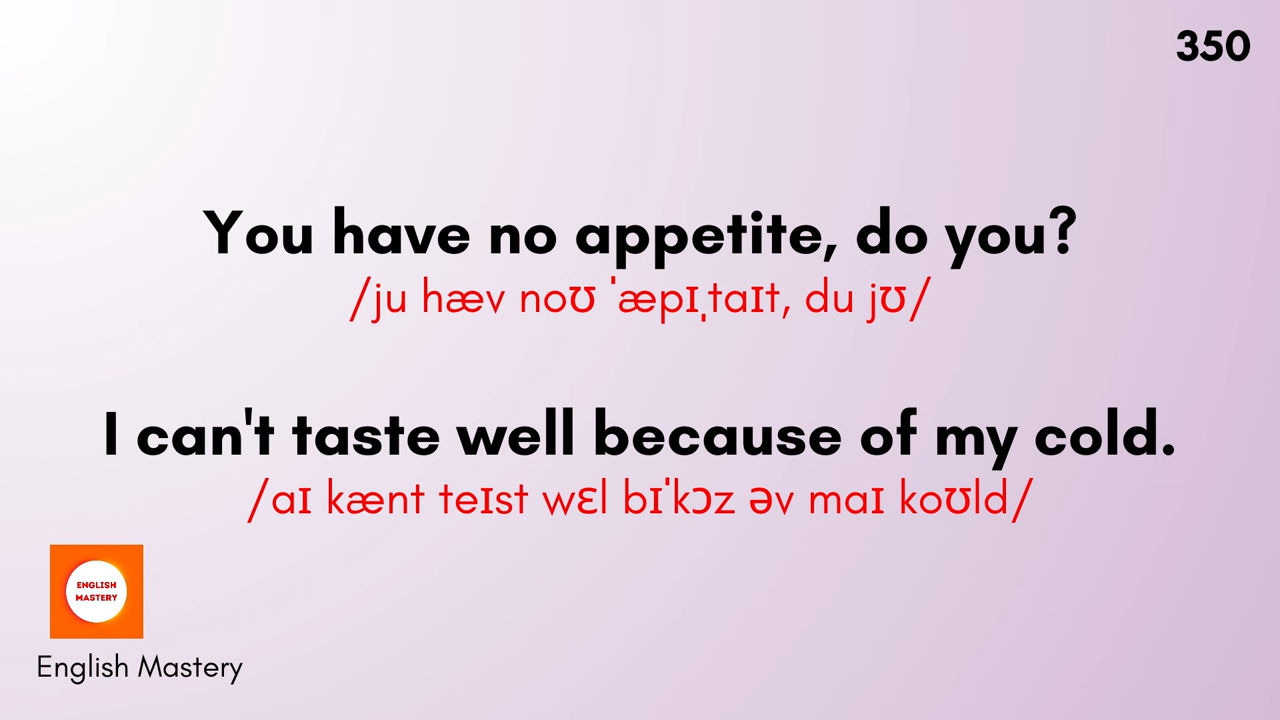 350
You have no appetite, do you?
/ju hæv noʊ ˈæpɪˌtaɪt, du jʊ/
I can't taste well because of my cold.
/aɪ kænt teɪst wɛl bɪˈkɔz əv maɪ koʊld/
ENGLISH
MASTERY
English Mastery